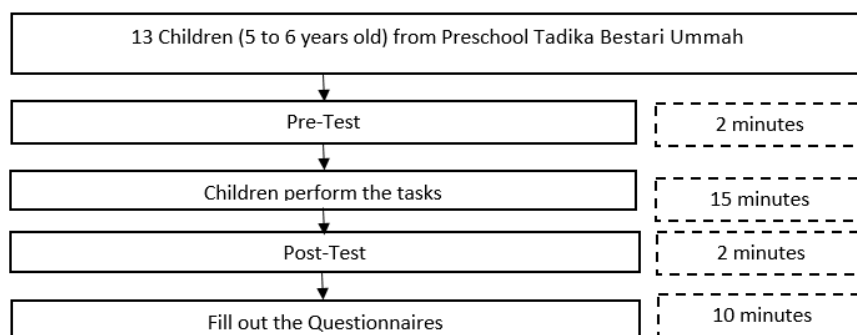 13 Children (5 to 6 years old) from Preschool Tadika Bestari Ummah
Pre-Test
2 minutes
Children perform the tasks
15 minutes
Post-Test
2 minutes
Fill out the Questionnaires
10 minutes